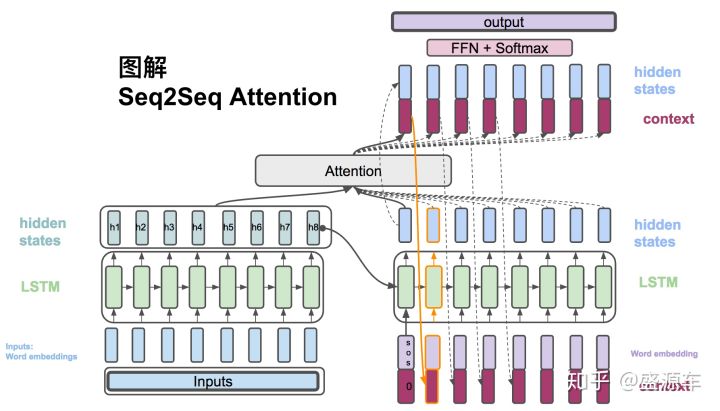 output
FFN + Softmax
图解
Seq2Seq Attention
hidden
states
context
Attention
hidden
states
h1 h2 h3 h4 h5 h6 h7 h8
hidden
states
LSTM
LSTM
Inputs:
Word embeddings
sos
Word embedding
Inputs
0
context
知乎 @盛源车